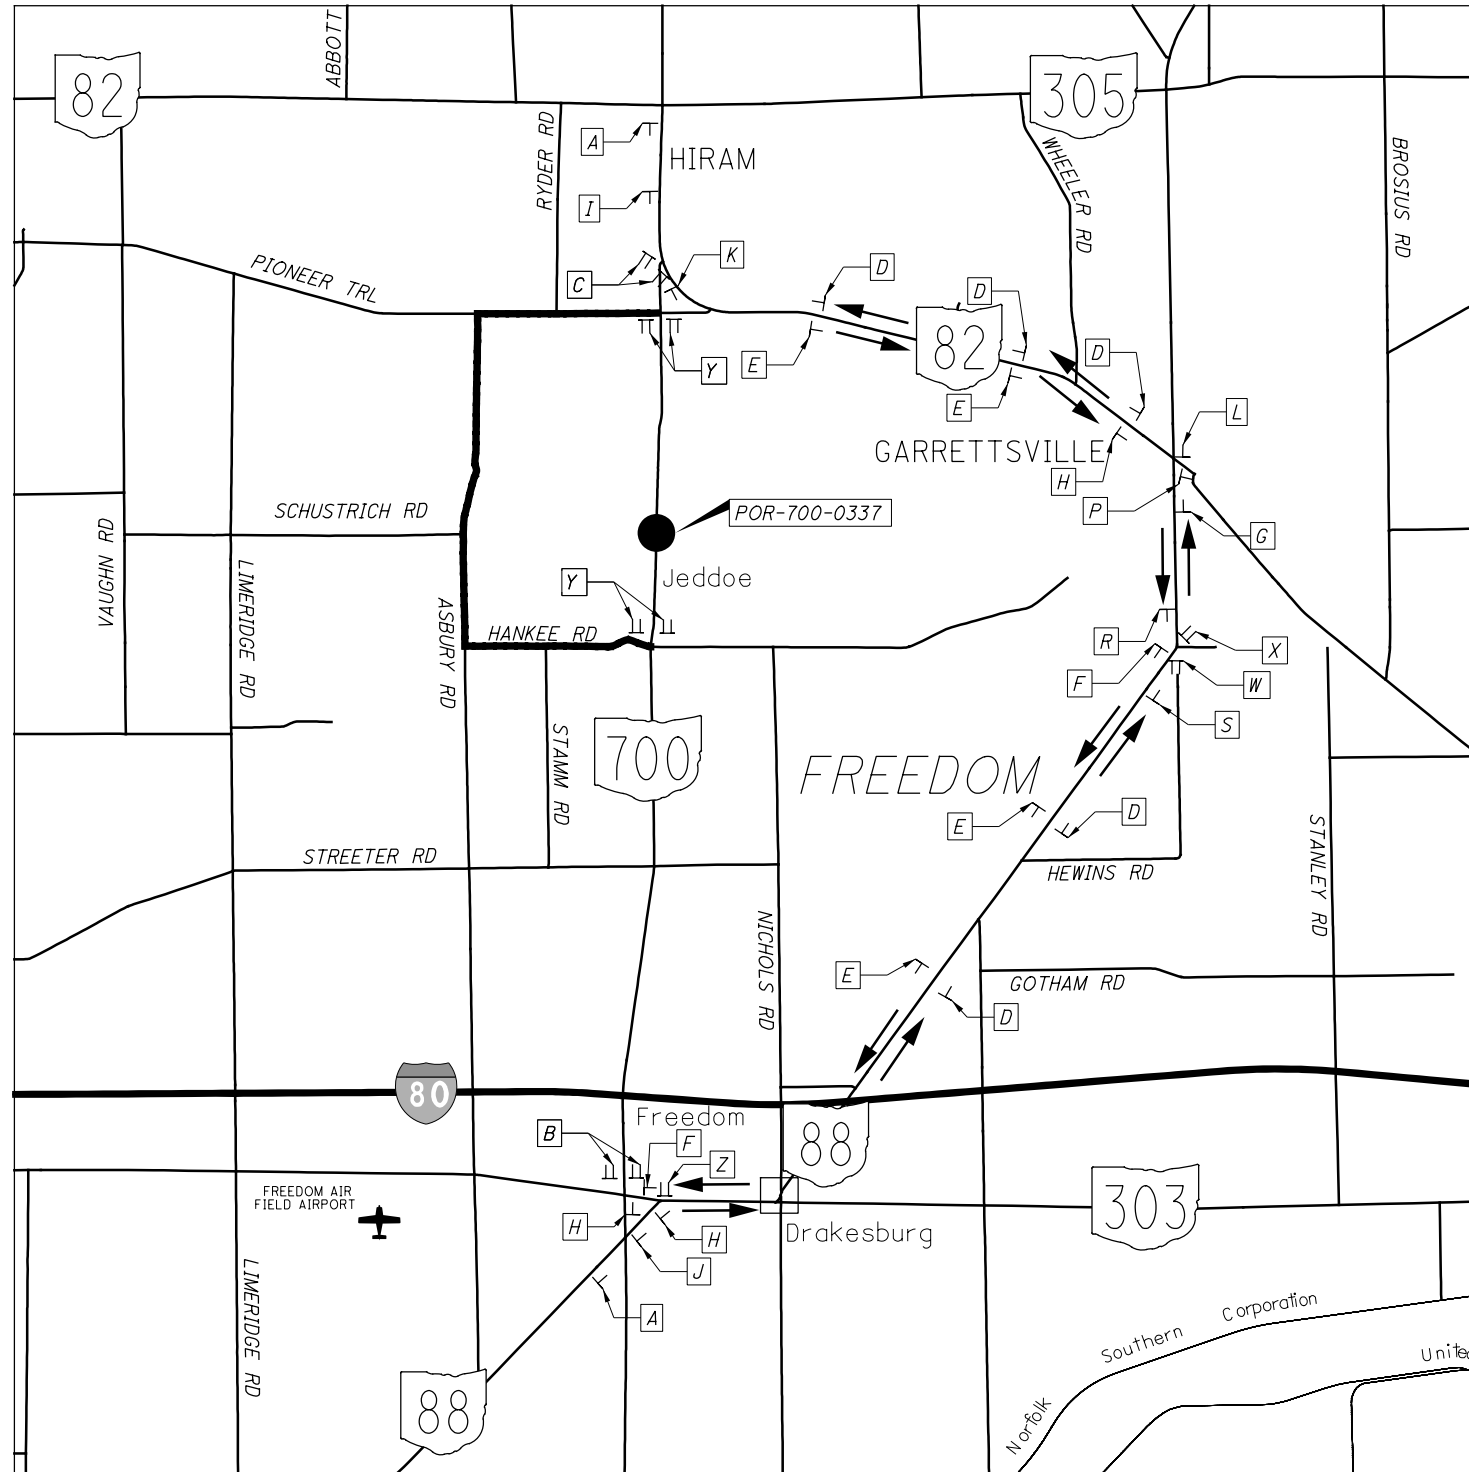 ABBOTT
82
305
RYDER RD
A
HIRAM
WHEELER RD
BROSIUS RD
I
PIONEER TRL
C
K
D
D
82
E
Y
D
E
L
GARRETTSVILLE
H
P
G
SCHUSTRICH RD
POR-700-0337
VAUGHN RD
LIMERIDGE RD
Jeddoe
Y
ASBURY RD
HANKEE RD
R
X
F
W
S
STAMM RD
700
FREEDOM
E
D
STREETER RD
HEWINS RD
STANLEY RD
NICHOLS RD
E
GOTHAM RD
D
80
Freedom
B
F
Z
88
FREEDOM AIR
FIELD AIRPORT
303
H
H
Drakesburg
J
LIMERIDGE RD
A
88
Norfolk Southern Corporation
Unite